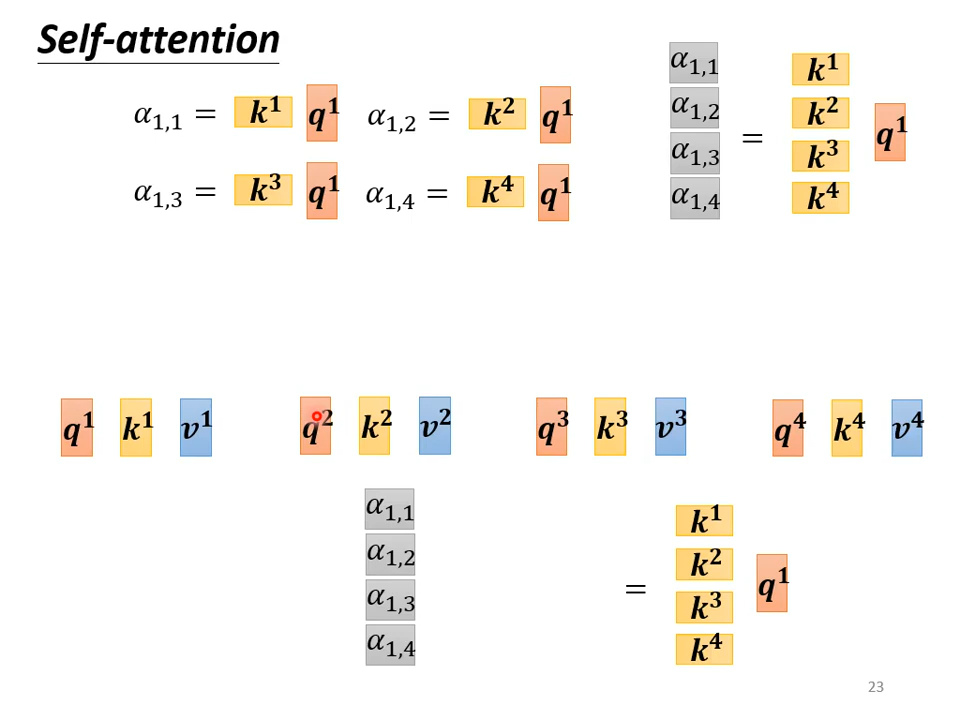 Self-attention
α1,1 = k¹ q¹ α1,2 = k² q¹
α1,3 = k³ q¹ α1,4 = k⁴ q¹
α1,1
α1,2
α1,3
α1,4
=
k¹
k²
k³
k⁴
q¹
q¹ k¹ v¹ q² k² v² q³ k³ v³ q⁴ k⁴ v⁴
α1,1
α1,2
α1,3
α1,4
=
k¹
k²
k³
k⁴
q¹
23